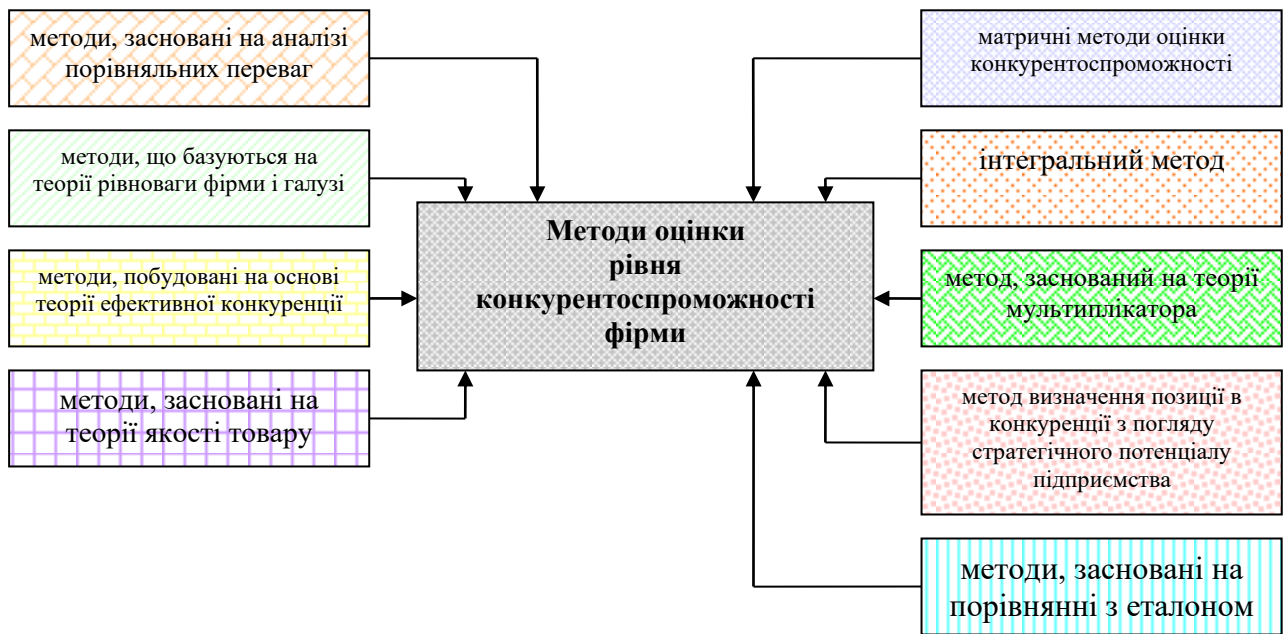 методи, засновані на аналізі
порівняльних переваг
методи, що базуються на
теорії рівноваги фірми і галузі
методи, побудовані на основі
теорії ефективної конкуренції
методи, засновані на
теорії якості товару
Методи оцінки
рівня
конкурентоспроможності
фірми
матричні методи оцінки
конкурентоспроможності
інтегральний метод
метод, заснований на теорії
мультиплікатора
метод визначення позиції в
конкуренції з погляду
стратегічного потенціалу
підприємства
методи, засновані на
порівнянні з еталоном